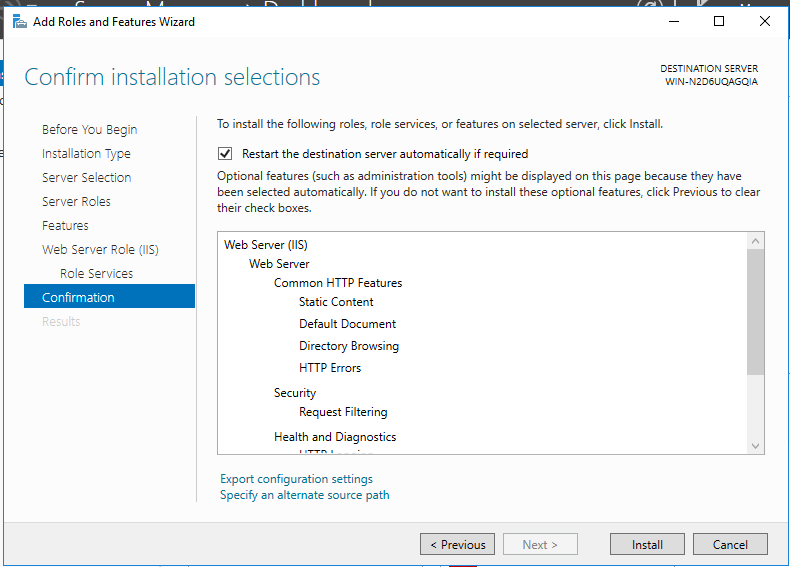 Add Roles and Features Wizard
Confirm installation selections
DESTINATION SERVER
WIN-N2D6UQAGQIA
Before You Begin
Installation Type
Server Selection
Server Roles
Features
Web Server Role (IIS)
Role Services
Confirmation
Results
To install the following roles, role services, or features on selected server, click Install.
Restart the destination server automatically if required
Optional features (such as administration tools) might be displayed on this page because they have
been selected automatically. If you do not want to install these optional features, click Previous to clear
their check boxes.
Web Server (IIS)
Web Server
Common HTTP Features
Static Content
Default Document
Directory Browsing
HTTP Errors
Security
Request Filtering
Health and Diagnostics
Export configuration settings
Specify an alternate source path
< Previous
Next >
Install
Cancel